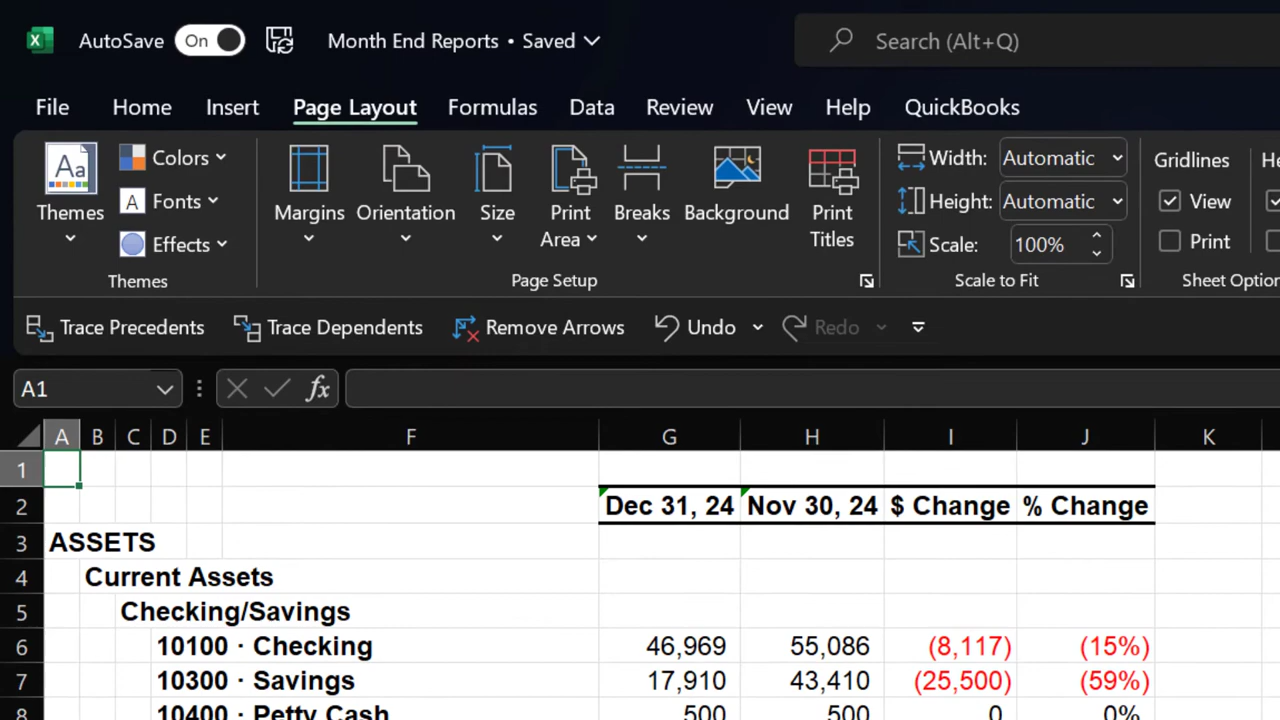 AutoSave On Month End Reports • Saved Search (Alt+Q)
File Home Insert Page Layout Formulas Data Review View Help QuickBooks
Themes Colors Fonts Effects
Themes
Margins Orientation Size Print Area Breaks Background Print Titles
Page Setup
Width: Automatic
Height: Automatic
Scale: 100%
Scale to Fit
Gridlines
View
Print
Sheet
Trace Precedents Trace Dependents Remove Arrows Undo Redo
A1 fx
A B C D E F G H I J K
1
2 Dec 31, 24 Nov 30, 24 $ Change % Change
3 ASSETS
4 Current Assets
5 Checking/Savings
6 10100 · Checking 46,969 55,086 (8,117) (15%)
7 10300 · Savings 17,910 43,410 (25,500) (59%)
8 10400 · Petty Cash 500 500 0 0%